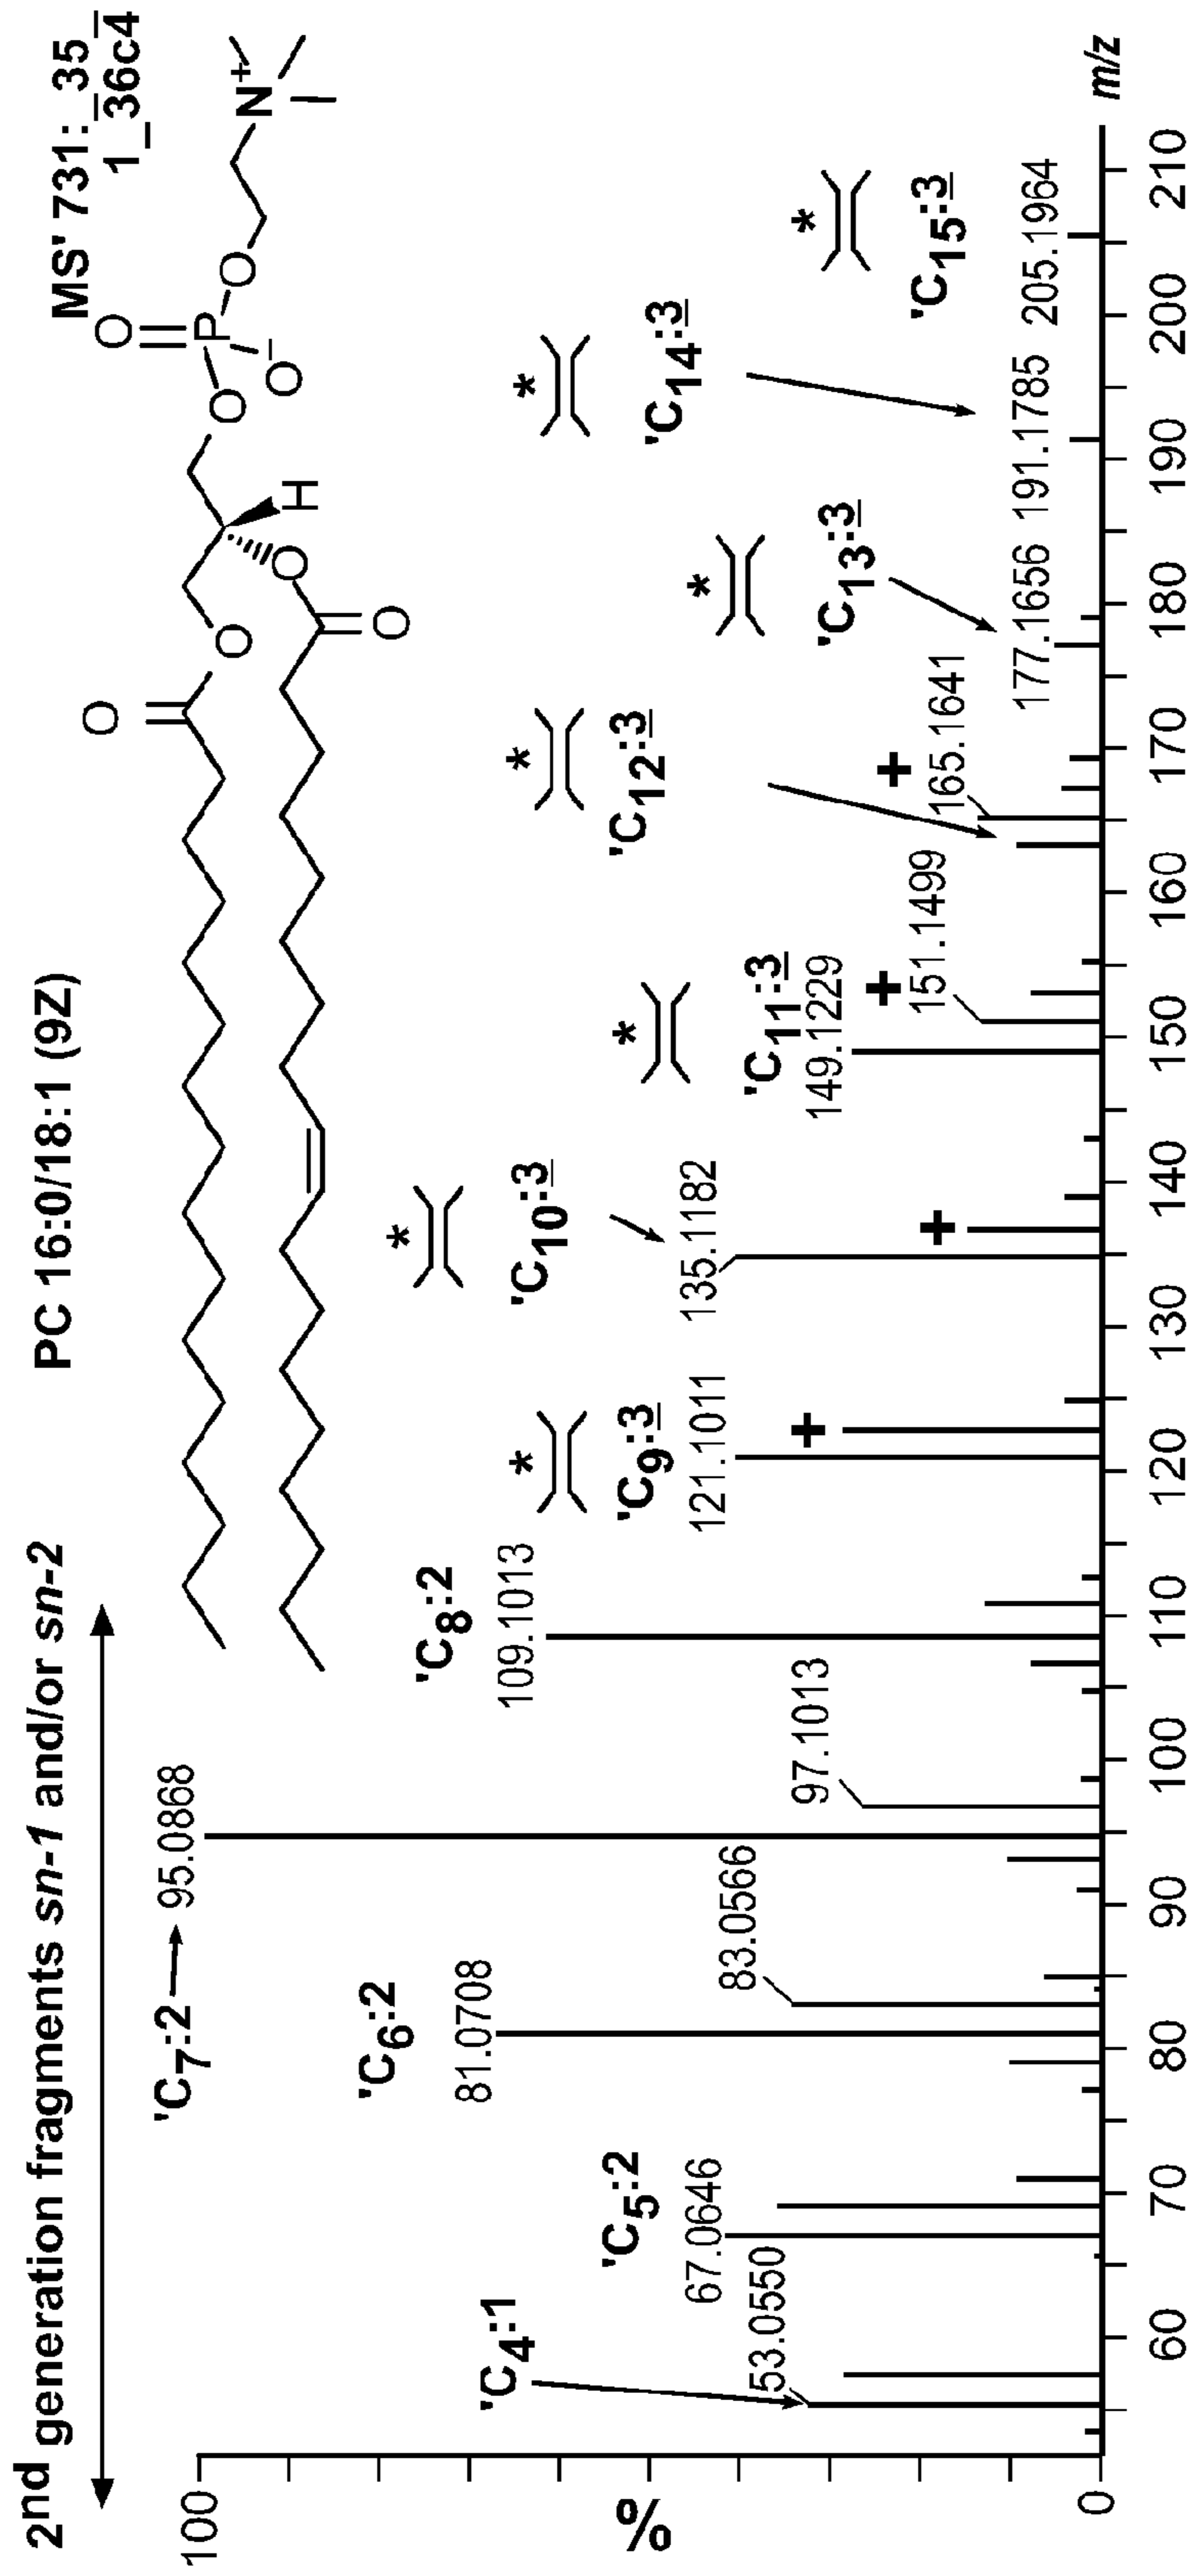 2nd generation fragments sn-1 and/or sn-2
PC 16:0/18:1 (9Z)
MS' 731:_35_
1_36c4
O
O
O
O
H
O
O
P
O
O
−
N+
'C4:1
53.0550
'C5:2
67.0646
'C6:2
81.0708
83.0566
'C7:2
95.0868
97.1013
'C8:2
109.1013
*
'C9:3
121.1011
+
*
'C10:3
135.1182
+
*
'C11:3
149.1229
+
151.1499
*
'C12:3
+
165.1641
*
'C13:3
177.1656
*
'C14:3
191.1785
*
'C15:3
205.1964
100
%
0
60 70 80 90 100 110 120 130 140 150 160 170 180 190 200 210
m/z